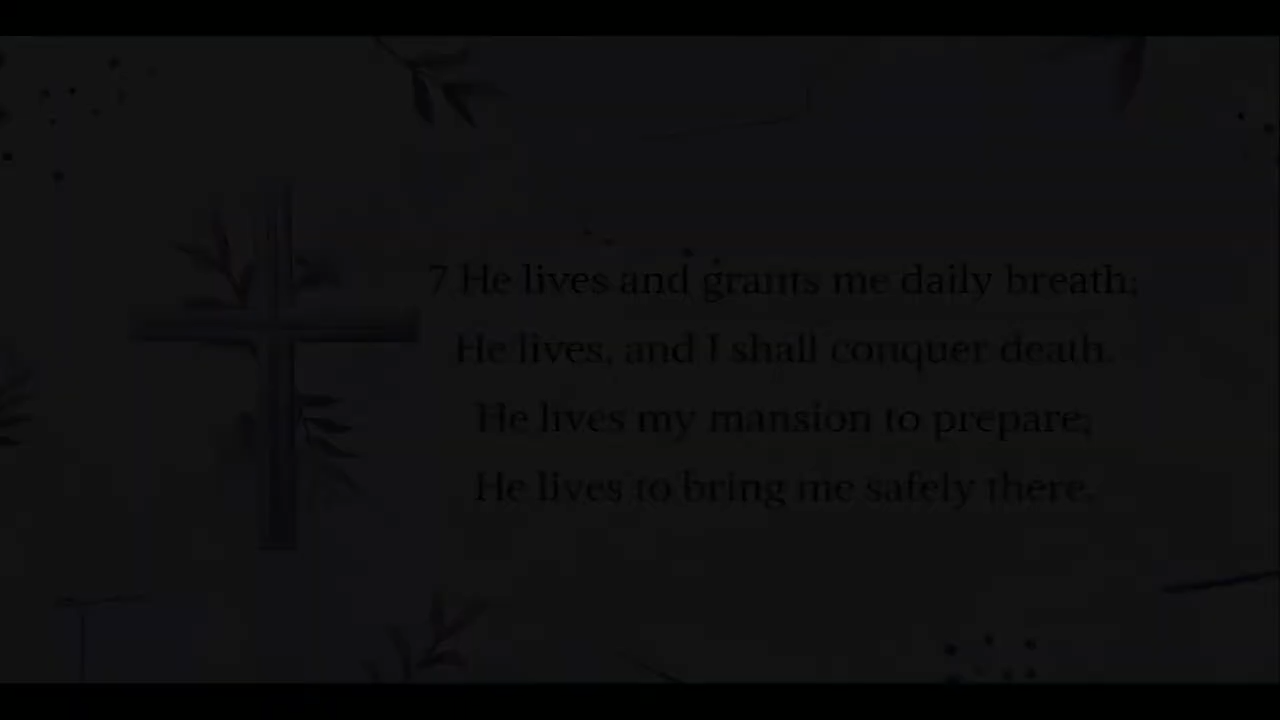 7 He lives and grants me daily breath;
He lives, and I shall conquer death.
He lives my mansion to prepare;
He lives to bring me safely there.